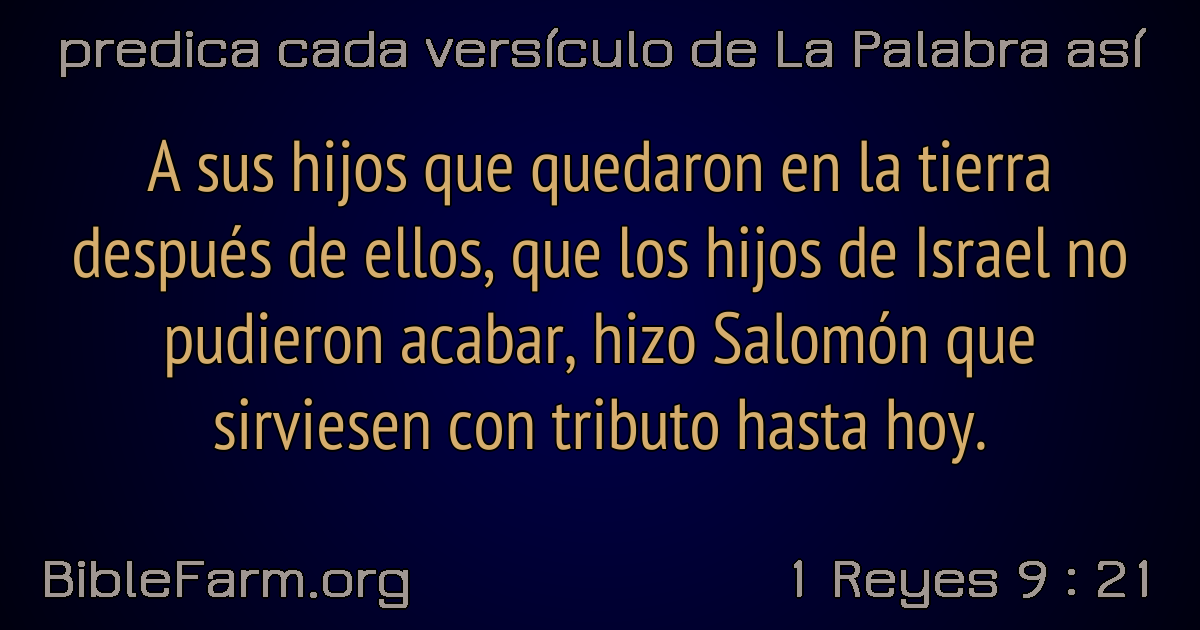 predica cada versículo de La Palabra así
A sus hijos que quedaron en la tierra
después de ellos, que los hijos de Israel no
pudieron acabar, hizo Salomón que
sirviesen con tributo hasta hoy.
BibleFarm.org
1 Reyes 9 : 21